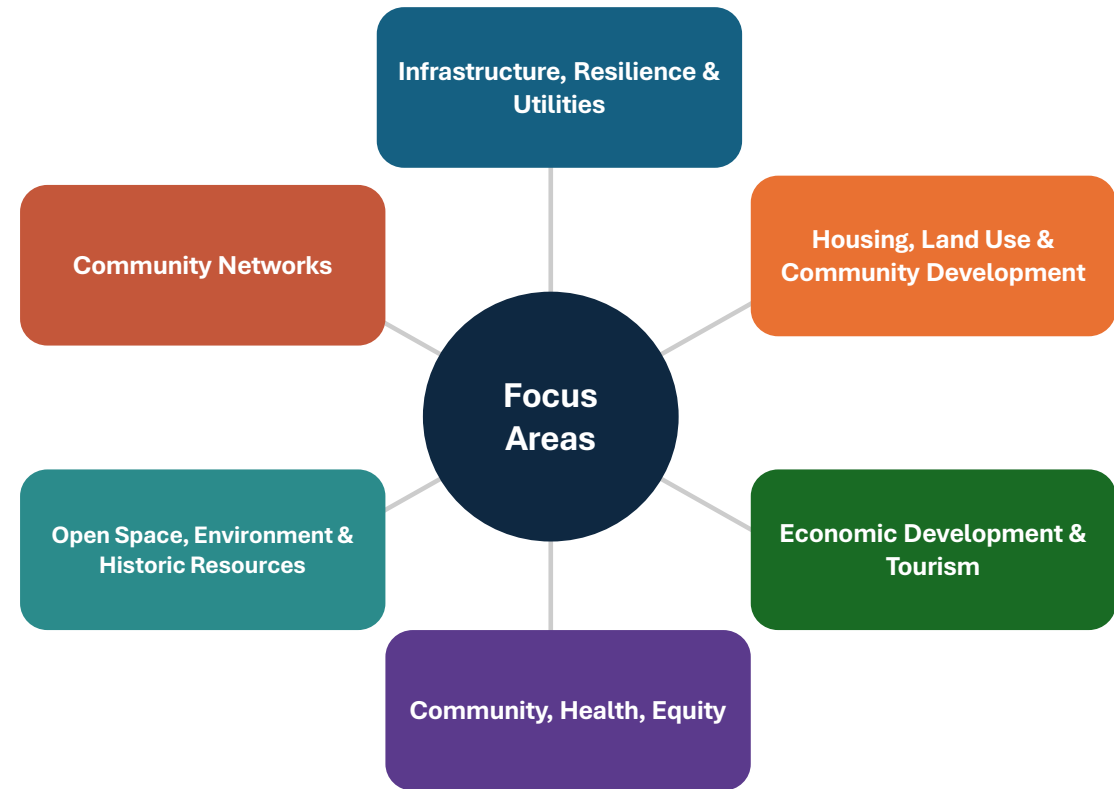 Infrastructure, Resilience &
Utilities
Housing, Land Use &
Community Development
Economic Development &
Tourism
Community, Health, Equity
Open Space, Environment &
Historic Resources
Community Networks
Focus
Areas